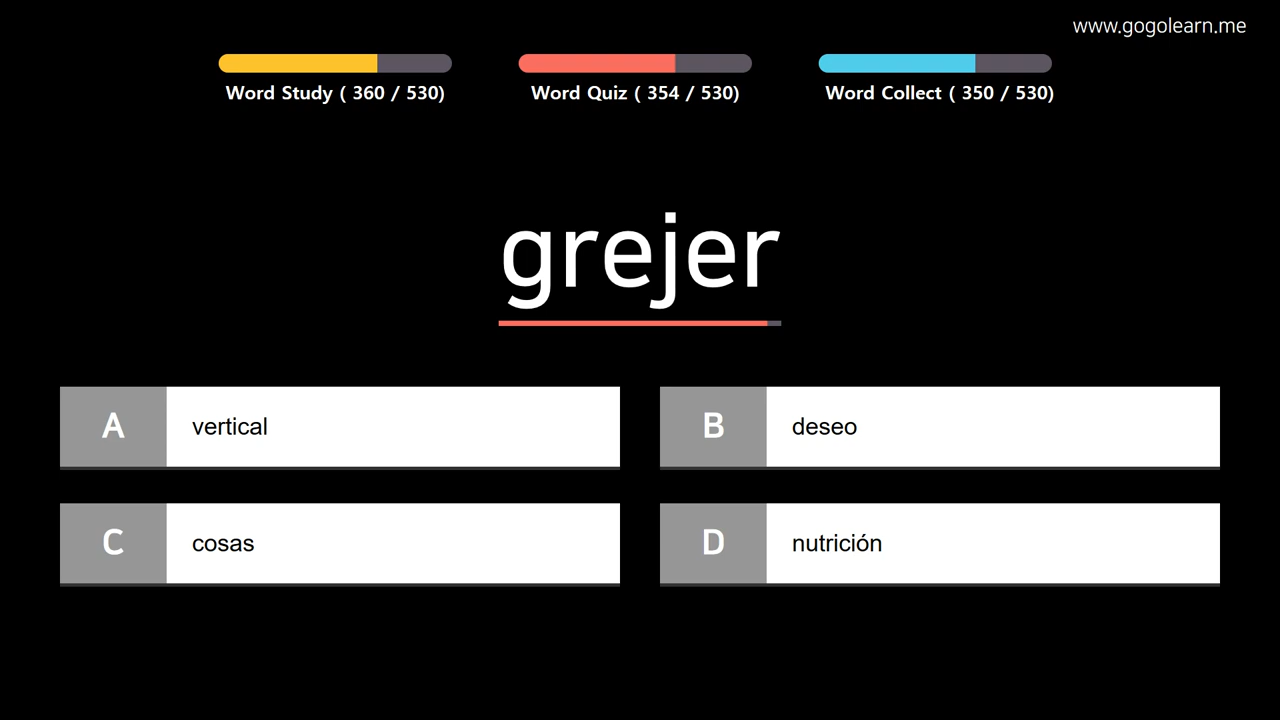 www.gogolearn.me
Word Study ( 360 / 530)
Word Quiz ( 354 / 530)
Word Collect ( 350 / 530)
grejer
A vertical
B deseo
C cosas
D nutrición